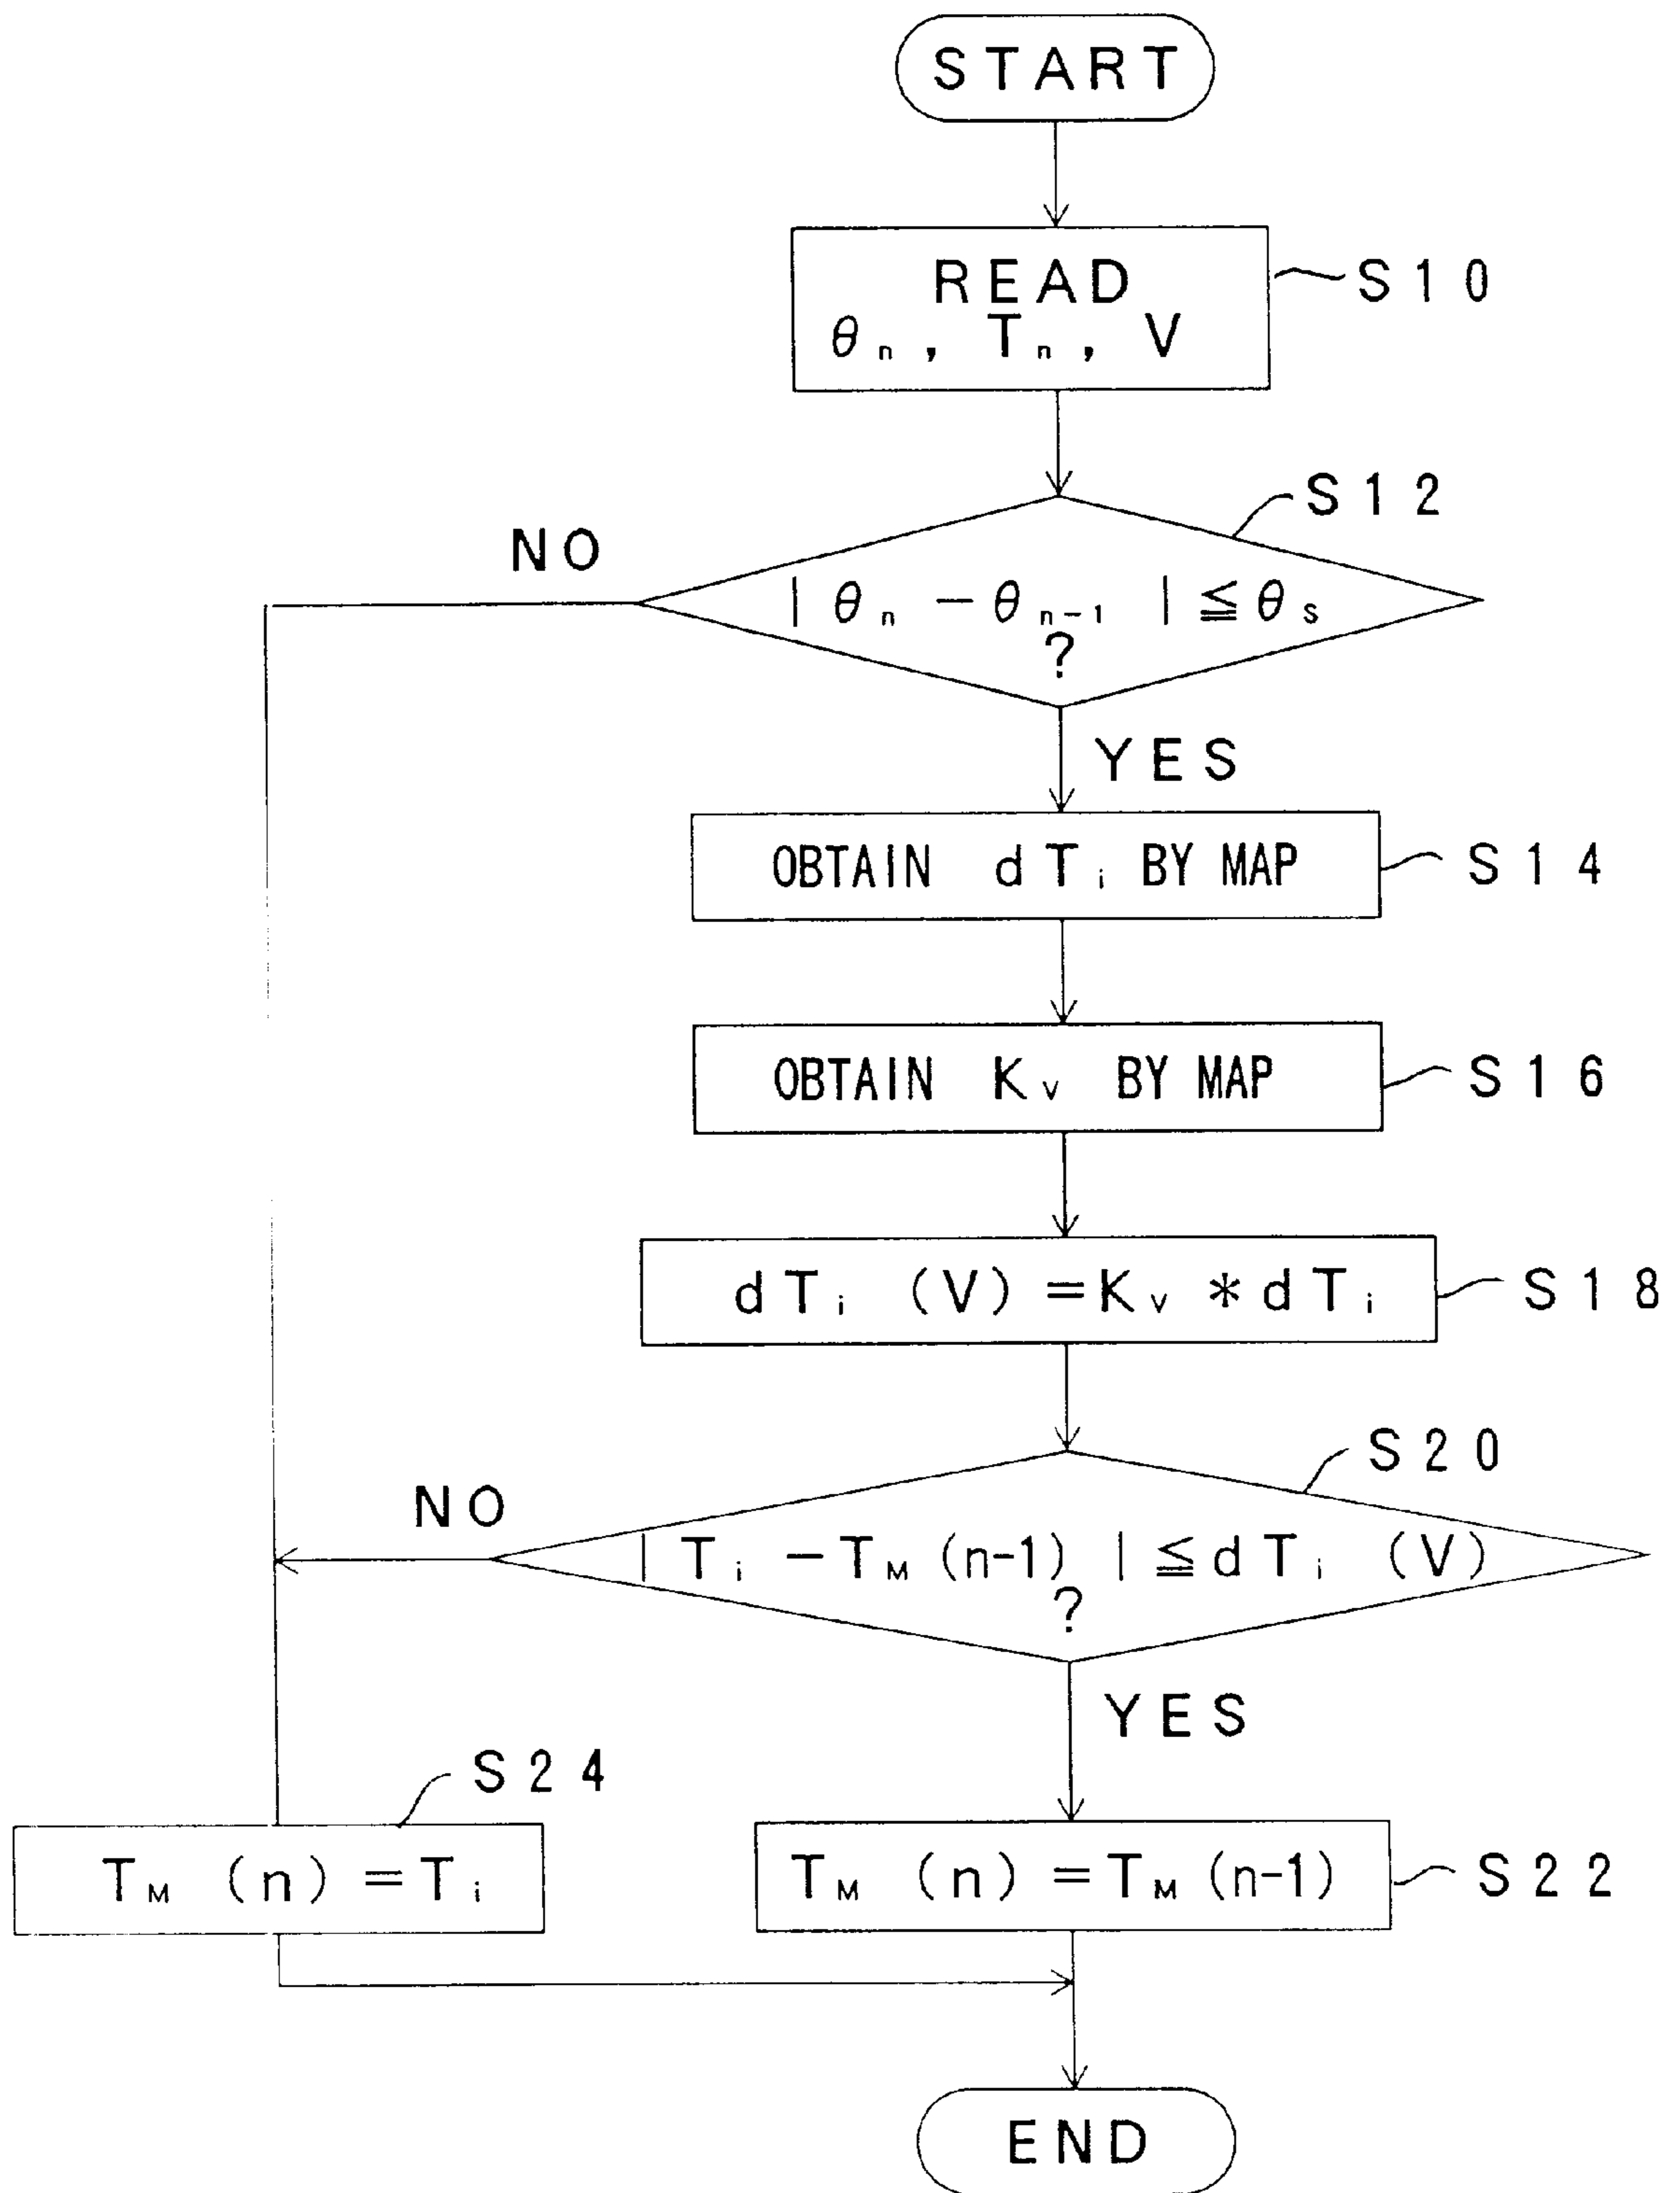 START
READ
θn, Tn, V
S10
S12
NO
| θn - θn-1 | ≦ θs
?
YES
OBTAIN dTi BY MAP
S14
OBTAIN Kv BY MAP
S16
dTi (V) = Kv * dTi
S18
S20
NO
| Ti - TM (n-1) | ≦ dTi (V)
?
YES
S24
TM (n) = Ti
TM (n) = TM (n-1)
S22
END